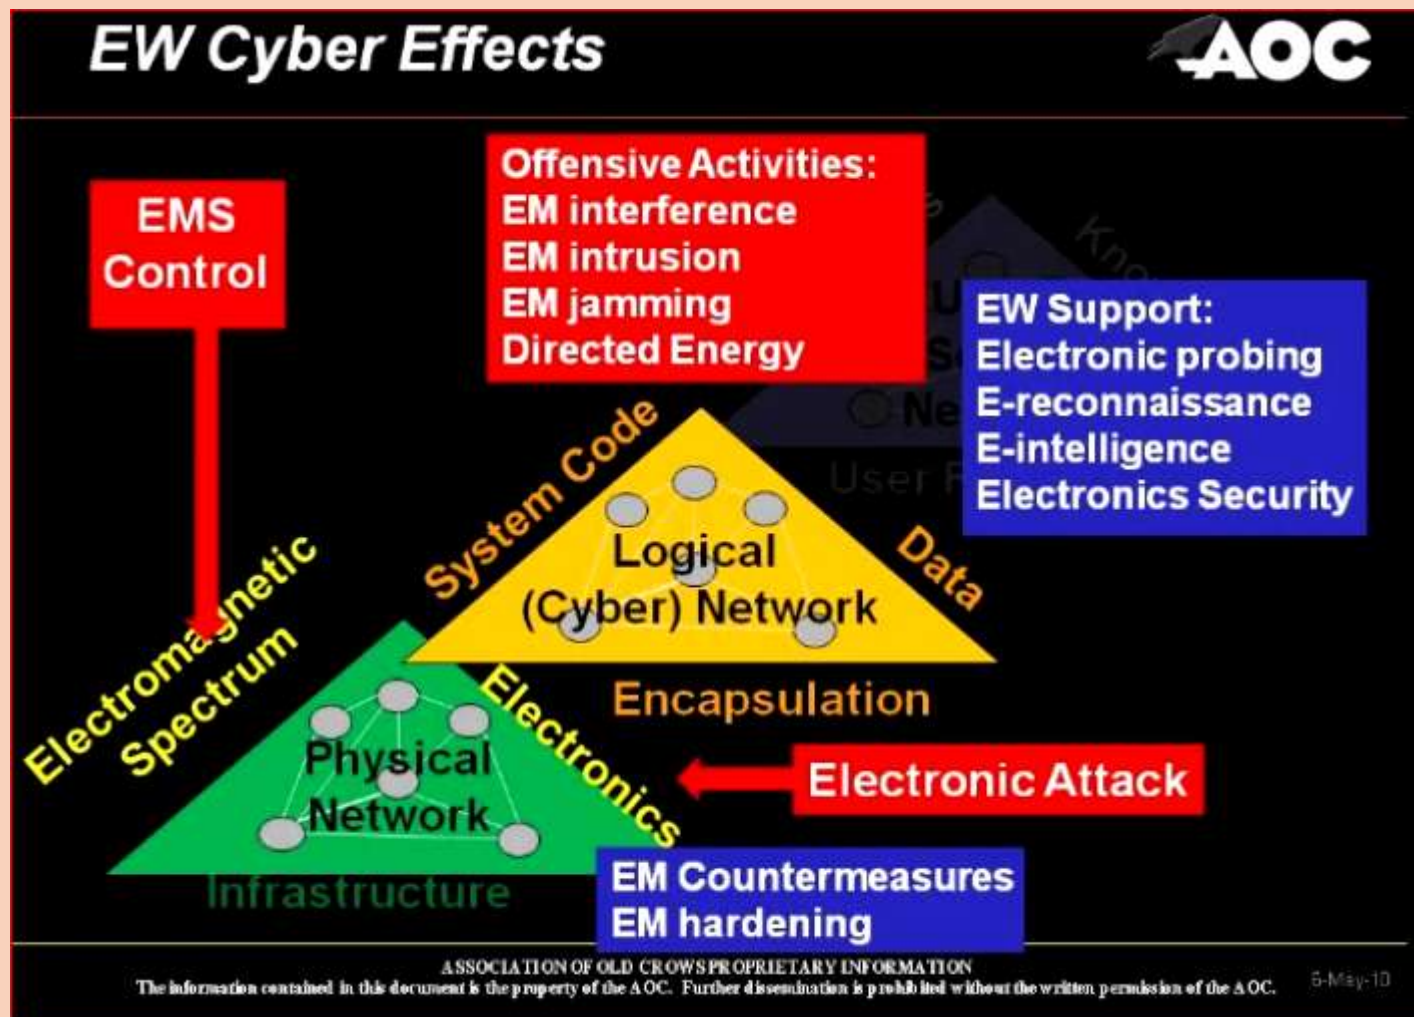 EW Cyber Effects
AOC
EMS
Control
Offensive Activities:
EM interference
EM intrusion
EM jamming
Directed Energy
EW Support:
Electronic probing
E-reconnaissance
E-intelligence
Electronics Security
User
System Code
Data
Logical
(Cyber) Network
Encapsulation
Electromagnetic
Spectrum
Electronics
Physical
Network
Infrastructure
Electronic Attack
EM Countermeasures
EM hardening
ASSOCIATION OF OLD CROWS PROPRIETARY INFORMATION
The information contained in this document is the property of the AOC. Further dissemination is prohibited without the written permission of the AOC.
5-May-10